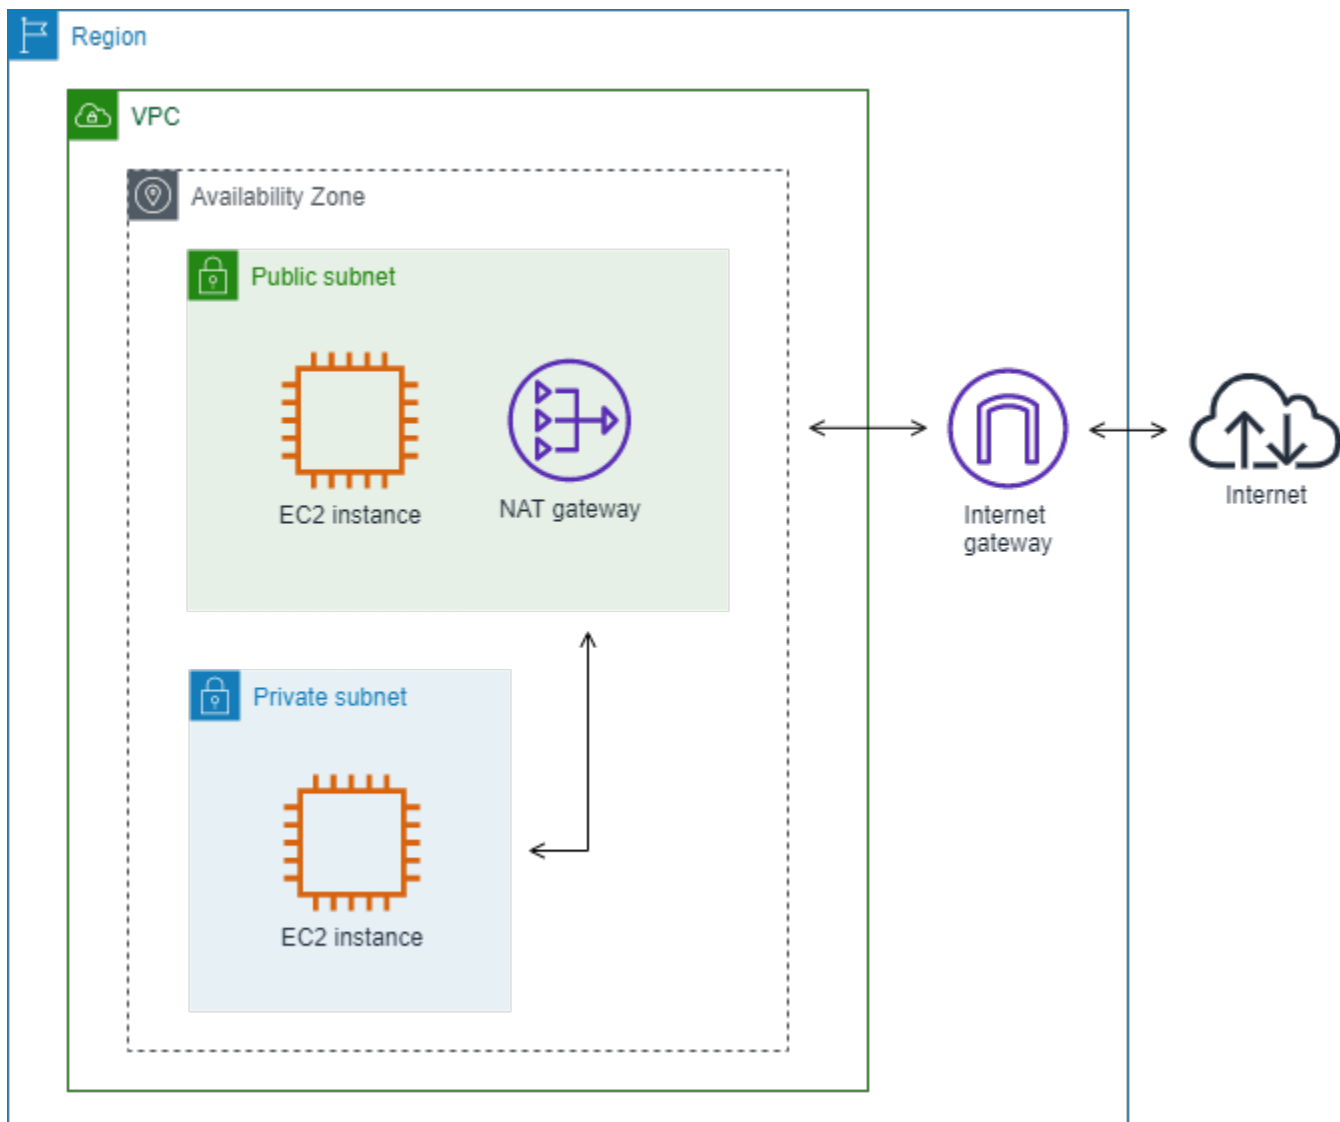 Region
VPC
Availability Zone
Public subnet
EC2 instance
NAT gateway
Internet
gateway
Internet
Private subnet
EC2 instance